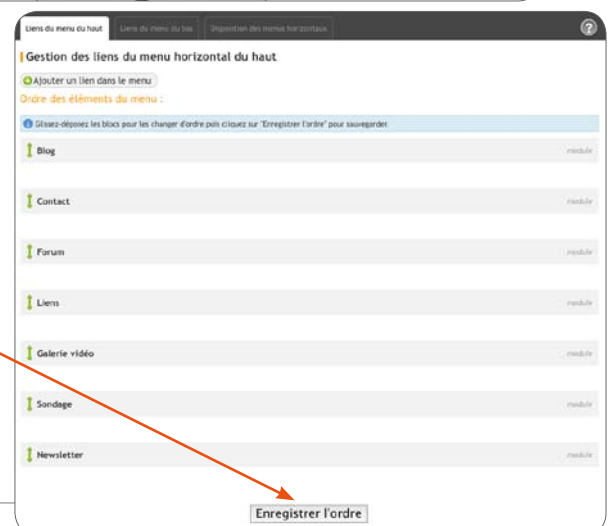 Liens du menu du haut
Liens du menu du bas
Disposition des menus horizontaux
?
Gestion des liens du menu horizontal du haut
Ajouter un lien dans le menu
Ordre des éléments du menu :
Glissez-déposez les blocs pour les changer d'ordre puis cliquez sur "Enregistrer l'ordre" pour sauvegarder.
Blog module
Contact module
Forum module
Liens module
Galerie vidéo module
Sondage module
Newsletter module
Enregistrer l'ordre